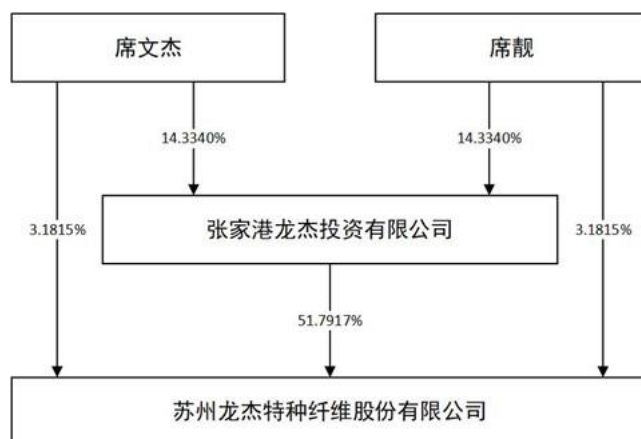 席文杰
席靓
14.3340%
14.3340%
张家港龙杰投资有限公司
3.1815%
3.1815%
51.7917%
苏州龙杰特种纤维股份有限公司